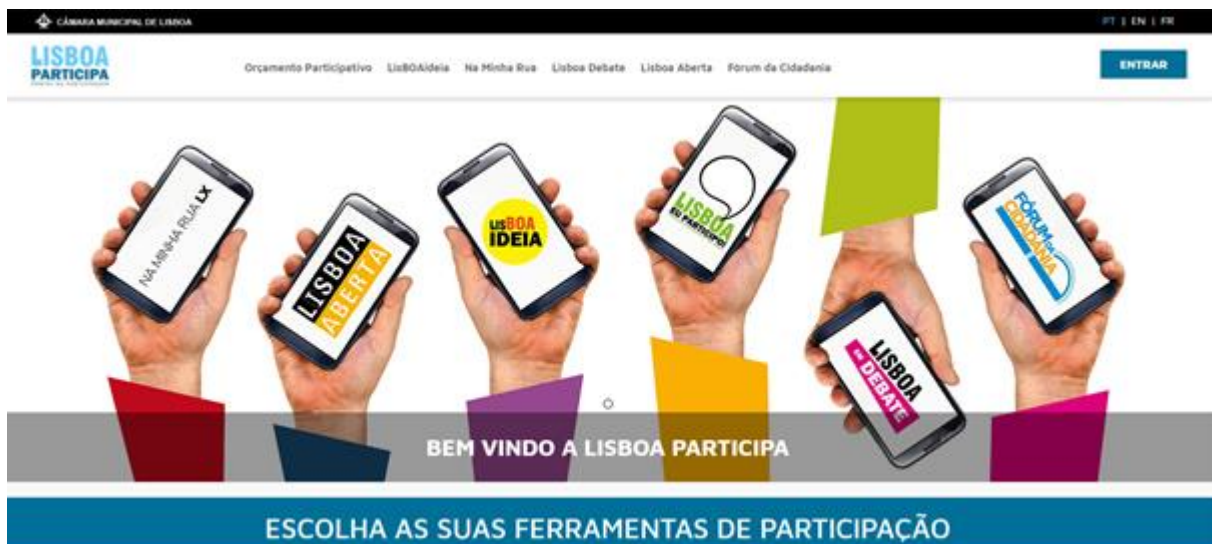 CÂMARA MUNICIPAL DE LISBOA
PT | EN | FR
LISBOA
PARTICIPA
Orçamento Participativo LisBOAideia Na Minha Rua Lisboa Debate Lisboa Aberta Fórum da Cidadania
ENTRAR
NA MINHA RUA LX
LISBOA
ABERTA
LISBOA
IDEIA
LISBOA
EU PARTICIPO!
LISBOA
EM DEBATE
FÓRUM DA
CIDADANIA
BEM VINDO A LISBOA PARTICIPA
ESCOLHA AS SUAS FERRAMENTAS DE PARTICIPAÇÃO